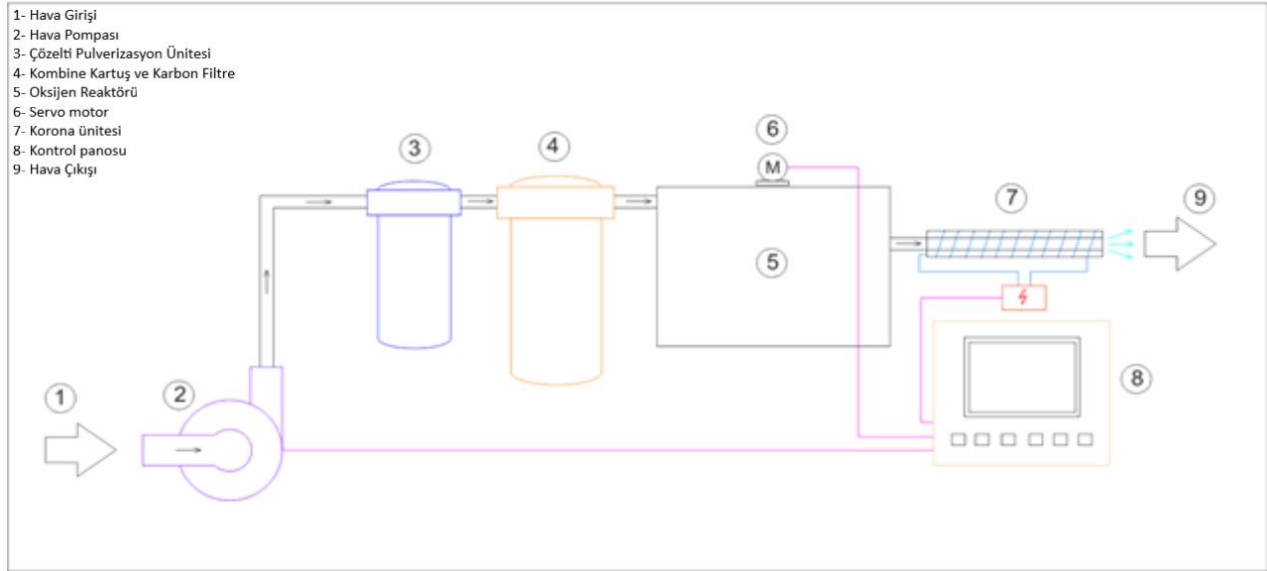 1- Hava Girişi
2- Hava Pompası
3- Çözelti Pulverizasyon Ünitesi
4- Kombine Kartuş ve Karbon Filtre
5- Oksijen Reaktörü
6- Servo motor
7- Korona ünitesi
8- Kontrol panosu
9- Hava Çıkışı
6
3
4
M
7
9
5
8
2
1